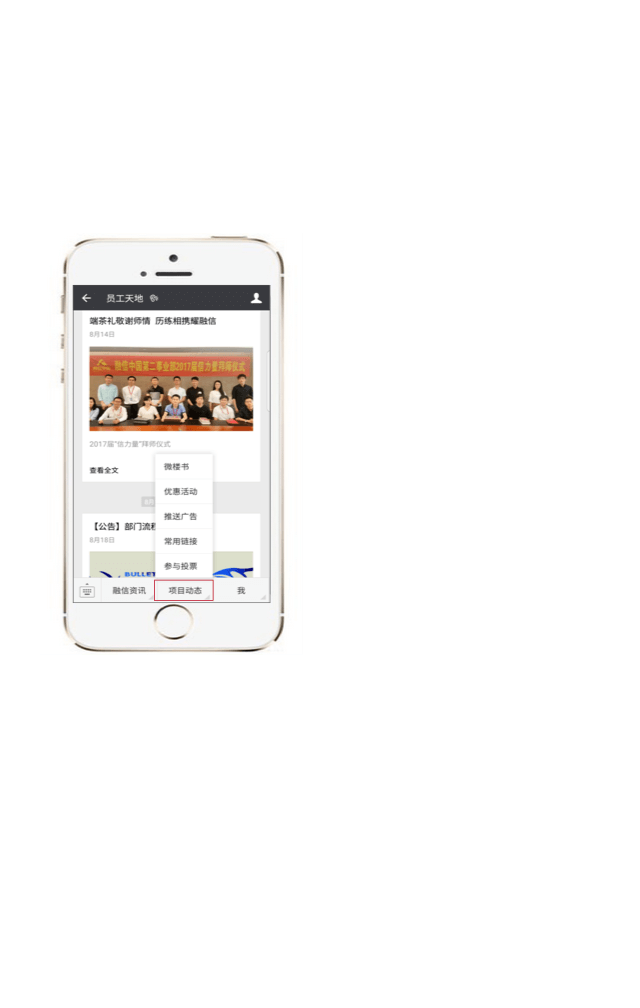 员工天地
端茶礼敬谢师情 历练相携耀融信
8月14日
融信中国第二事业部2017届信力量拜师仪式
2017届“信力量”拜师仪式
查看全文
微楼书
优惠活动
推送广告
常用链接
参与投票
【公告】部门流程
8月18日
BULLET
融信资讯
项目动态
我